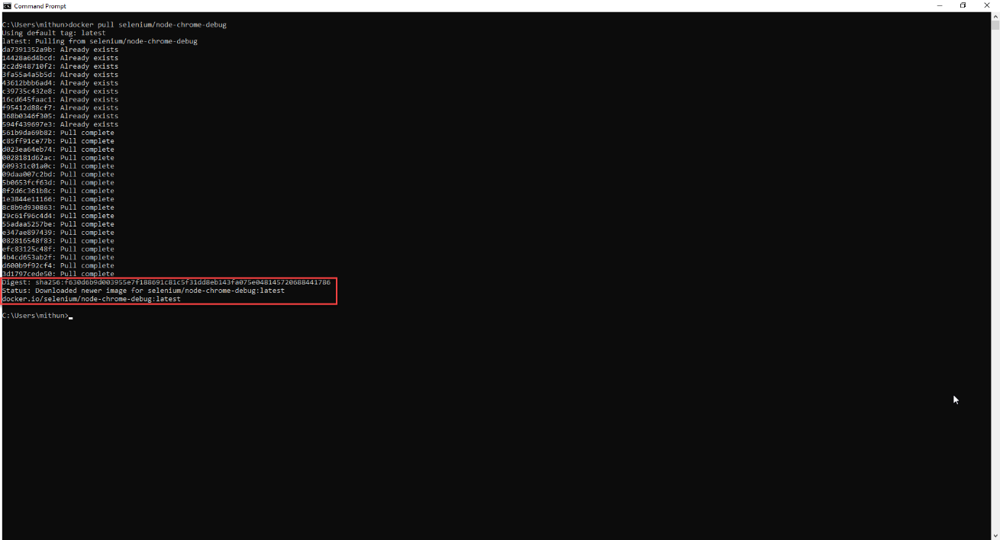 Command Prompt
C:\Users\mithun>docker pull selenium/node-chrome-debug
Using default tag: latest
latest: Pulling from selenium/node-chrome-debug
da7391352a9b: Already exists
14428a6d4bcd: Already exists
2c2d948710f2: Already exists
3fa55a4a5b5d: Already exists
43612bbb6ad4: Already exists
c39735c432e8: Already exists
16cd645faac1: Already exists
f95412d88cf7: Already exists
368b0346f305: Already exists
594f439697e3: Already exists
561b9da69b82: Pull complete
c85ff91ce77b: Pull complete
d023ea64eb74: Pull complete
0028181d62ac: Pull complete
609331c01a0c: Pull complete
09daa007c2bd: Pull complete
5b0653fcf63d: Pull complete
8f2d6c361b8c: Pull complete
1e3844e11166: Pull complete
8c8b9d930863: Pull complete
29c61f96c4d4: Pull complete
55adaa5257be: Pull complete
e347ae897439: Pull complete
082816548f83: Pull complete
efc83125c48f: Pull complete
4b4cd653ab2f: Pull complete
d600b9f92cf4: Pull complete
3d1797cede50: Pull complete
Digest: sha256:f630d6b9d003955e7f188691c81c5f31dd8eb143fa075e048145720688441786
Status: Downloaded newer image for selenium/node-chrome-debug:latest
docker.io/selenium/node-chrome-debug:latest
C:\Users\mithun>